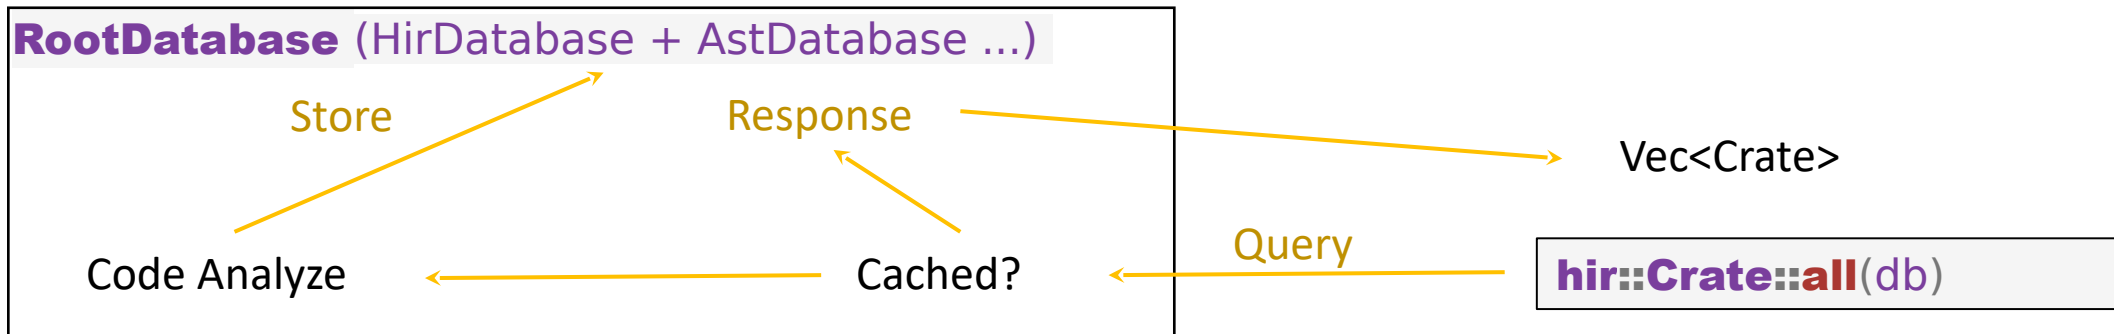 RootDatabase (HirDatabase + AstDatabase ...)
Store
Response
Vec<Crate>
Query
Code Analyze
Cached?
hir::Crate::all(db)